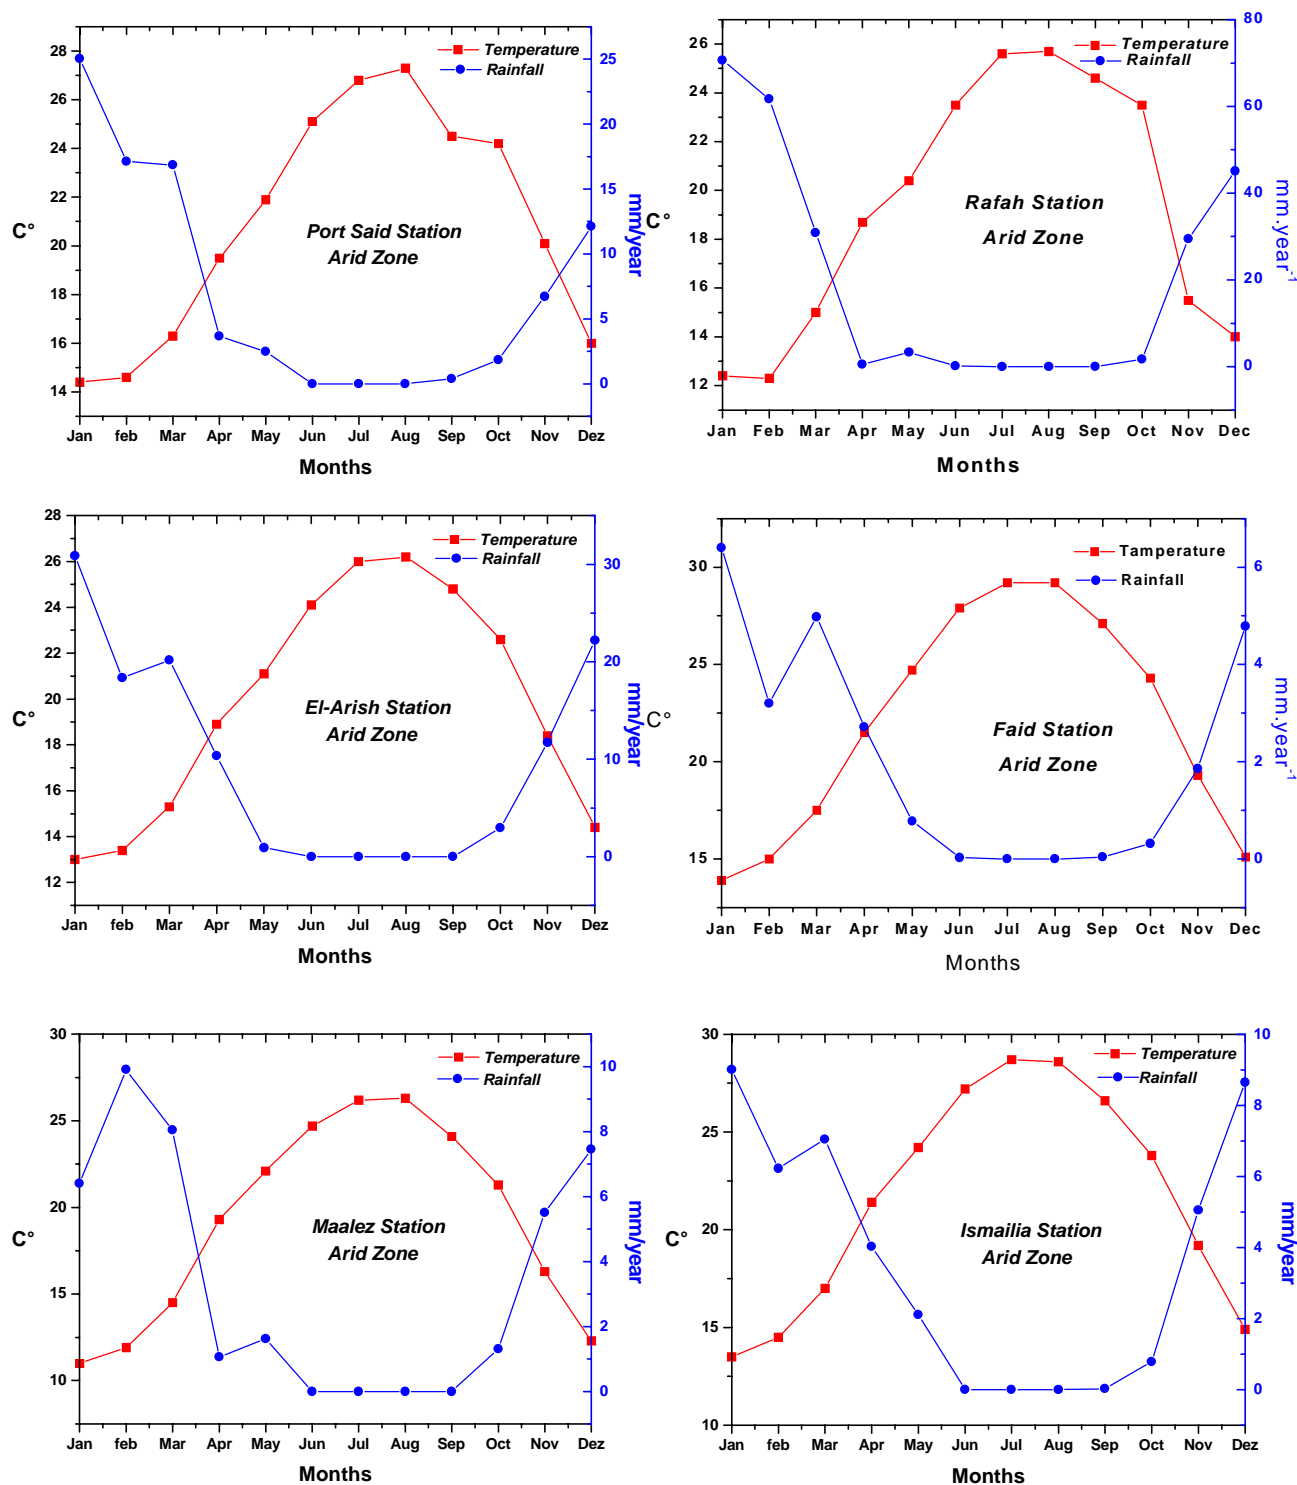 Temperature
Rainfall
28
26
24
22
20
18
16
14
C°
25
20
15
10
5
0
mm/year
Port Said Station
Arid Zone
Jan feb Mar Apr May Jun Jul Aug Sep Oct Nov Dez
Months
Temperature
Rainfall
26
24
22
20
18
16
14
12
C°
80
60
40
20
0
mm.year-1
Rafah Station
Arid Zone
Jan Feb Mar Apr May Jun Jul Aug Sep Oct Nov Dec
Months
Temperature
Rainfall
28
26
24
22
20
18
16
14
12
C°
30
20
10
0
mm/year
El-Arish Station
Arid Zone
Jan feb Mar Apr May Jun Jul Aug Sep Oct Nov Dez
Months
Tamperature
Rainfall
30
25
20
15
C°
6
4
2
0
mm.year-1
Faid Station
Arid Zone
Jan Feb Mar Apr May Jun Jul Aug Sep Oct Nov Dec
Months
Temperature
Rainfall
30
25
20
15
10
C°
10
8
6
4
2
0
mm/year
Maalez Station
Arid Zone
Jan feb Mar Apr May Jun Jul Aug Sep Oct Nov Dez
Months
Temperature
Rainfall
30
25
20
15
10
C°
10
8
6
4
2
0
mm/year
Ismailia Station
Arid Zone
Jan feb Mar Apr May Jun Jul Aug Sep Oct Nov Dez
Months